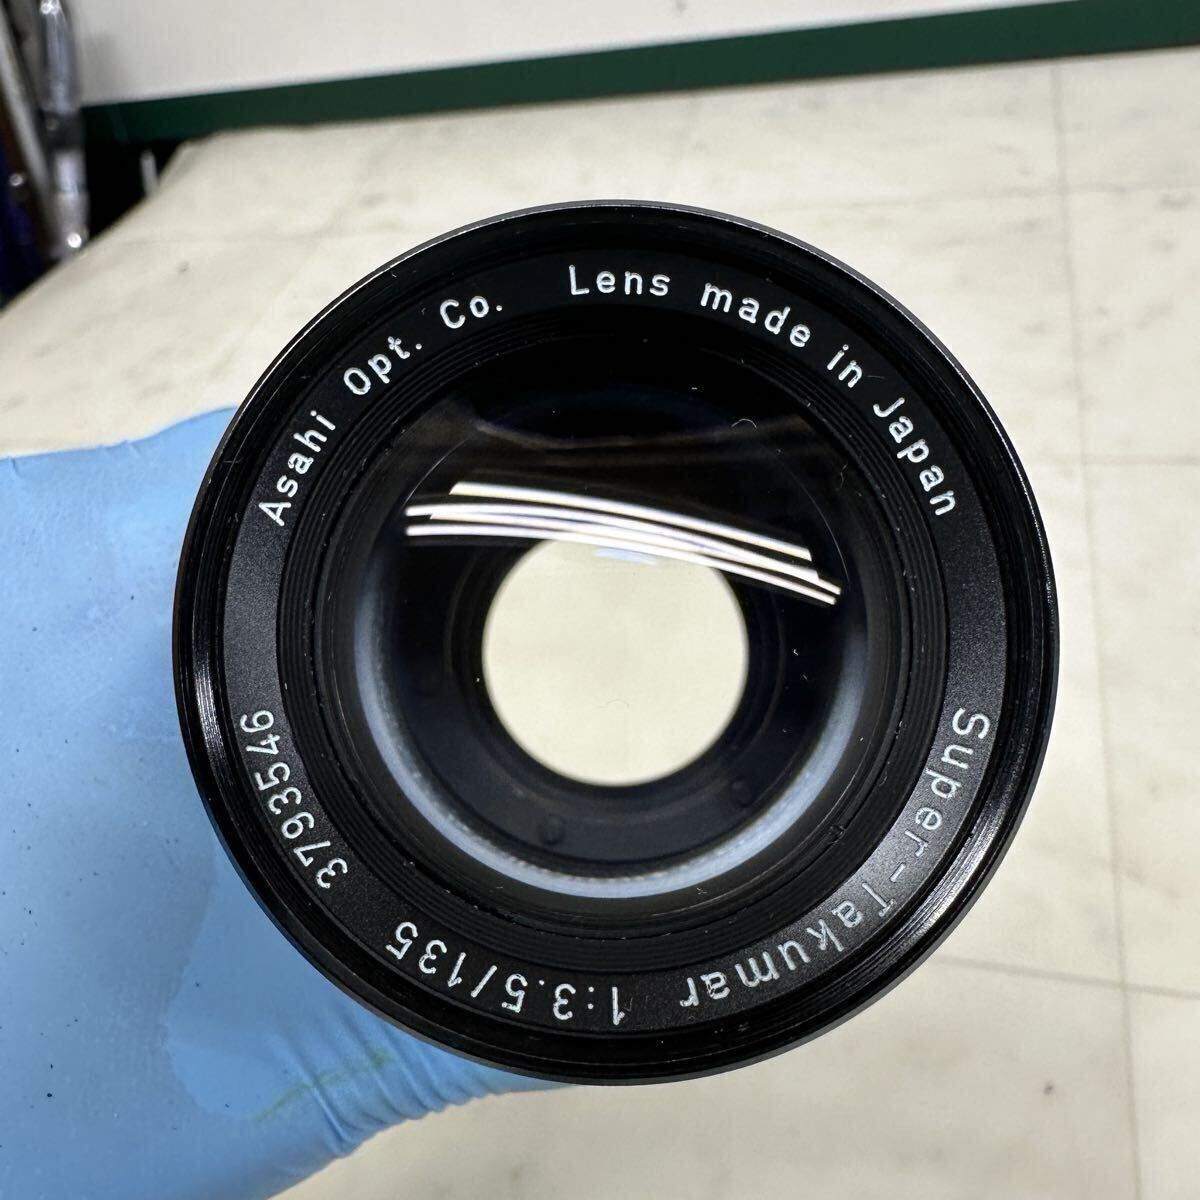 Asahi Opt. Co. Lens made in Japan
Super-Takumar 1:3.5/135 3793546